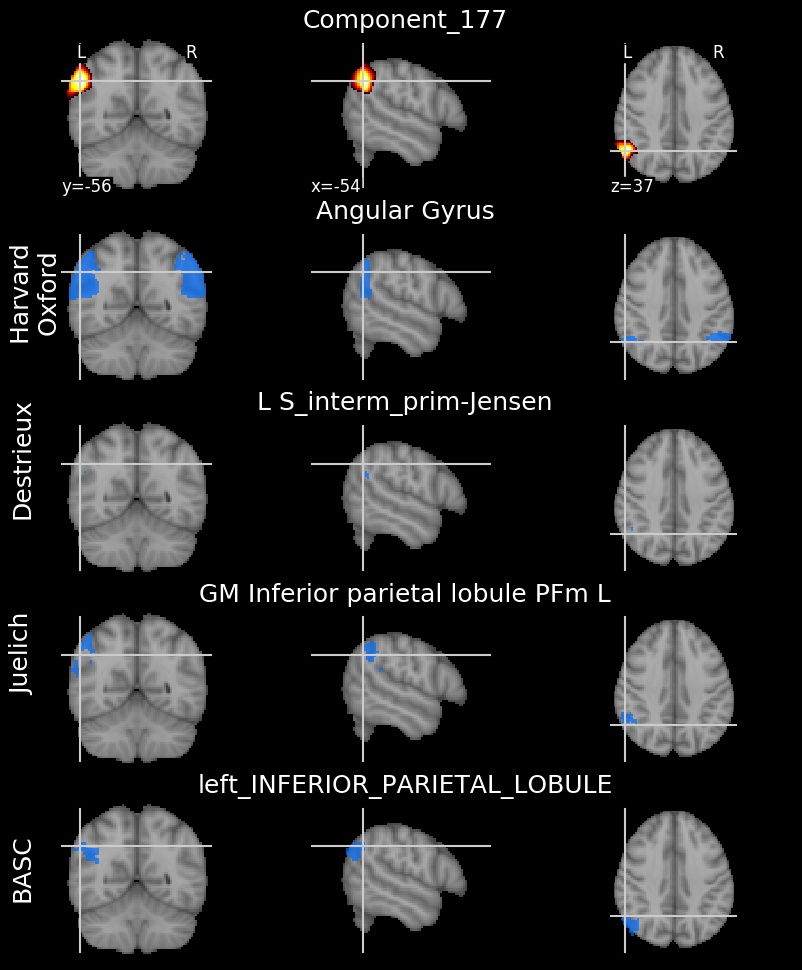 Component_177
L R
L R
y=-56
x=-54
z=37
Angular Gyrus
Harvard
Oxford
L S_interm_prim-Jensen
Destrieux
GM Inferior parietal lobule PFm L
Juelich
left_INFERIOR_PARIETAL_LOBULE
BASC